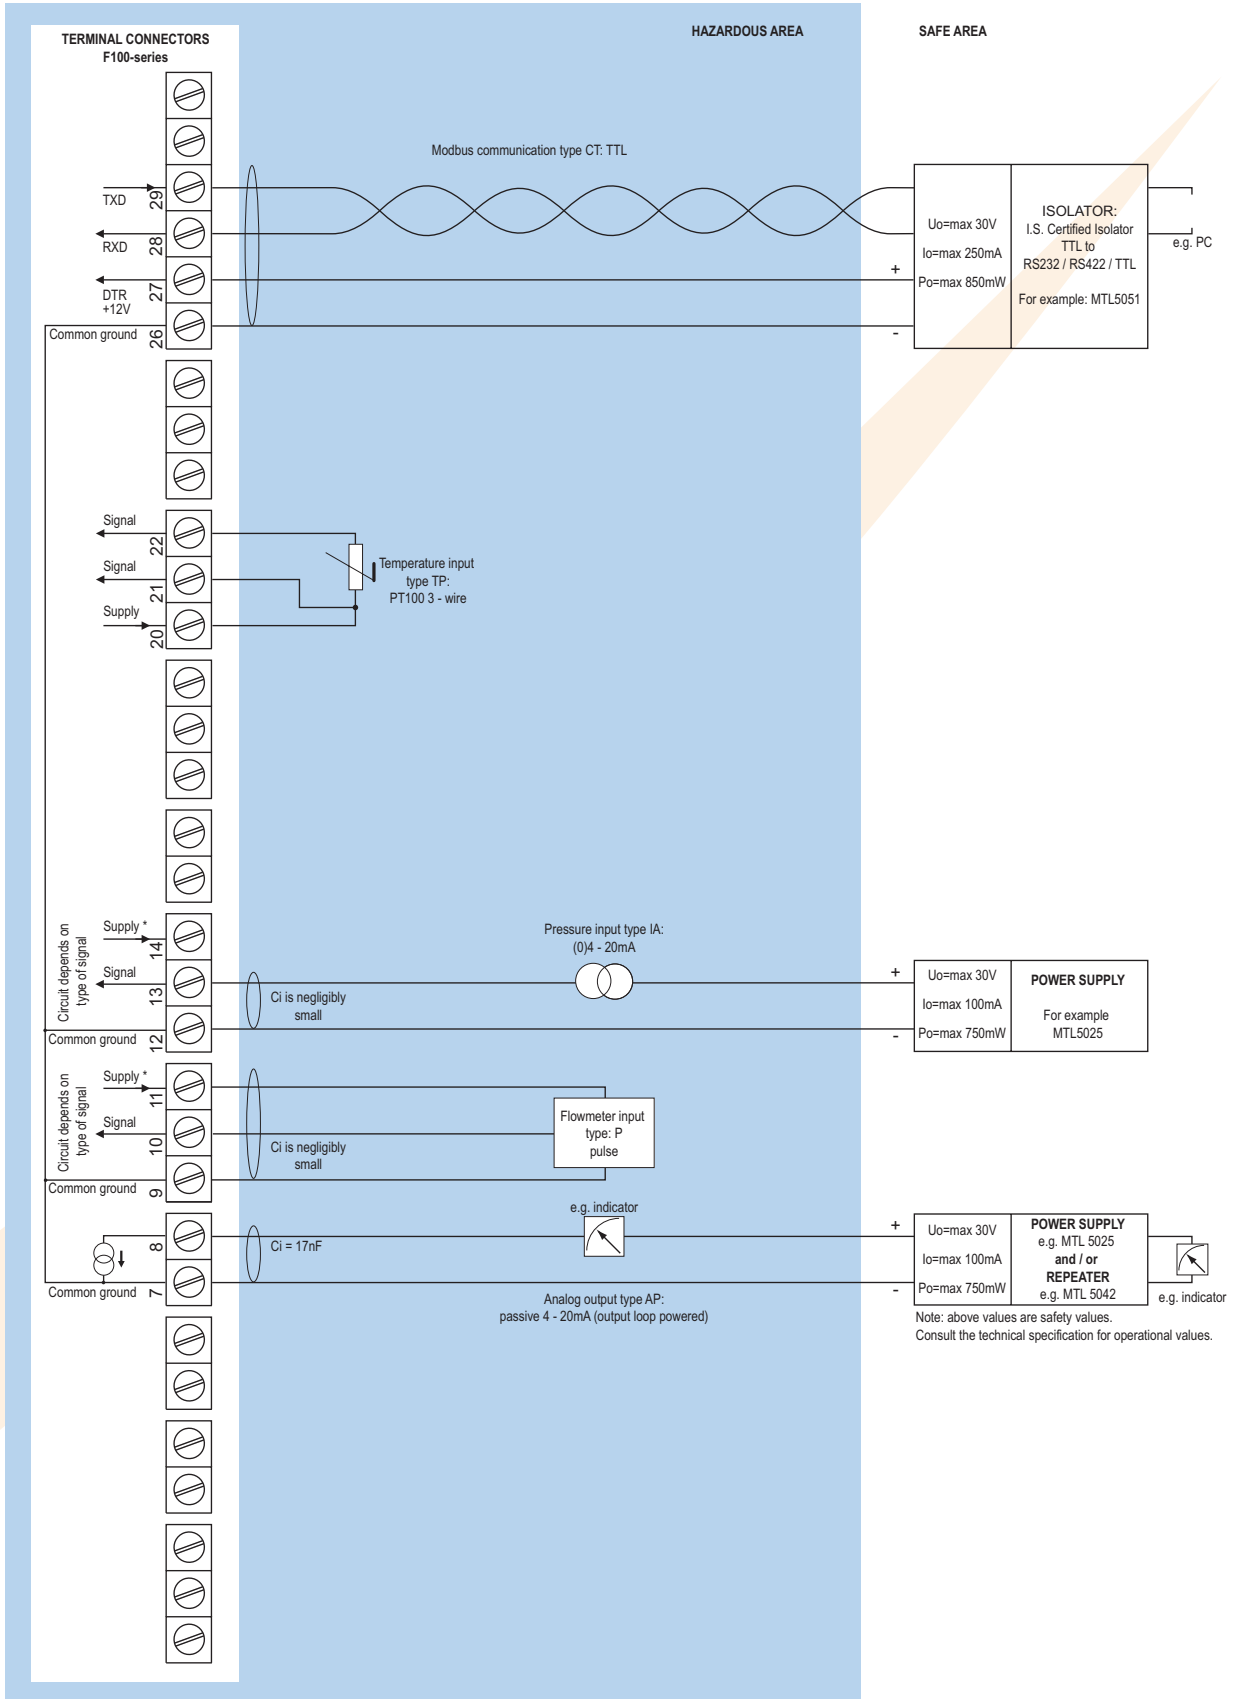 TERMINAL CONNECTORS
F100-series
HAZARDOUS AREA
SAFE AREA
Modbus communication type CT: TTL
TXD
29
RXD
28
DTR
+12V
27
Common ground
26
+
-
Uo=max 30V
Io=max 250mA
Po=max 850mW
ISOLATOR:
I.S. Certified Isolator
TTL to
RS232 / RS422 / TTL
For example: MTL5051
e.g. PC
Signal
22
Signal
21
Supply
20
Temperature input
type TP:
PT100 3 - wire
Circuit depends on
type of signal
Supply *
14
Signal
13
Common ground
12
Ci is negligibly
small
Pressure input type IA:
(0)4 - 20mA
+
-
Uo=max 30V
Io=max 100mA
Po=max 750mW
POWER SUPPLY
For example
MTL5025
Circuit depends on
type of signal
Supply *
11
Signal
10
Common ground
9
Ci is negligibly
small
Flowmeter input
type: P
pulse
8
Common ground
7
Ci = 17nF
e.g. indicator
Analog output type AP:
passive 4 - 20mA (output loop powered)
+
-
Uo=max 30V
Io=max 100mA
Po=max 750mW
POWER SUPPLY
e.g. MTL 5025
and / or
REPEATER
e.g. MTL 5042
e.g. indicator
Note: above values are safety values.
Consult the technical specification for operational values.